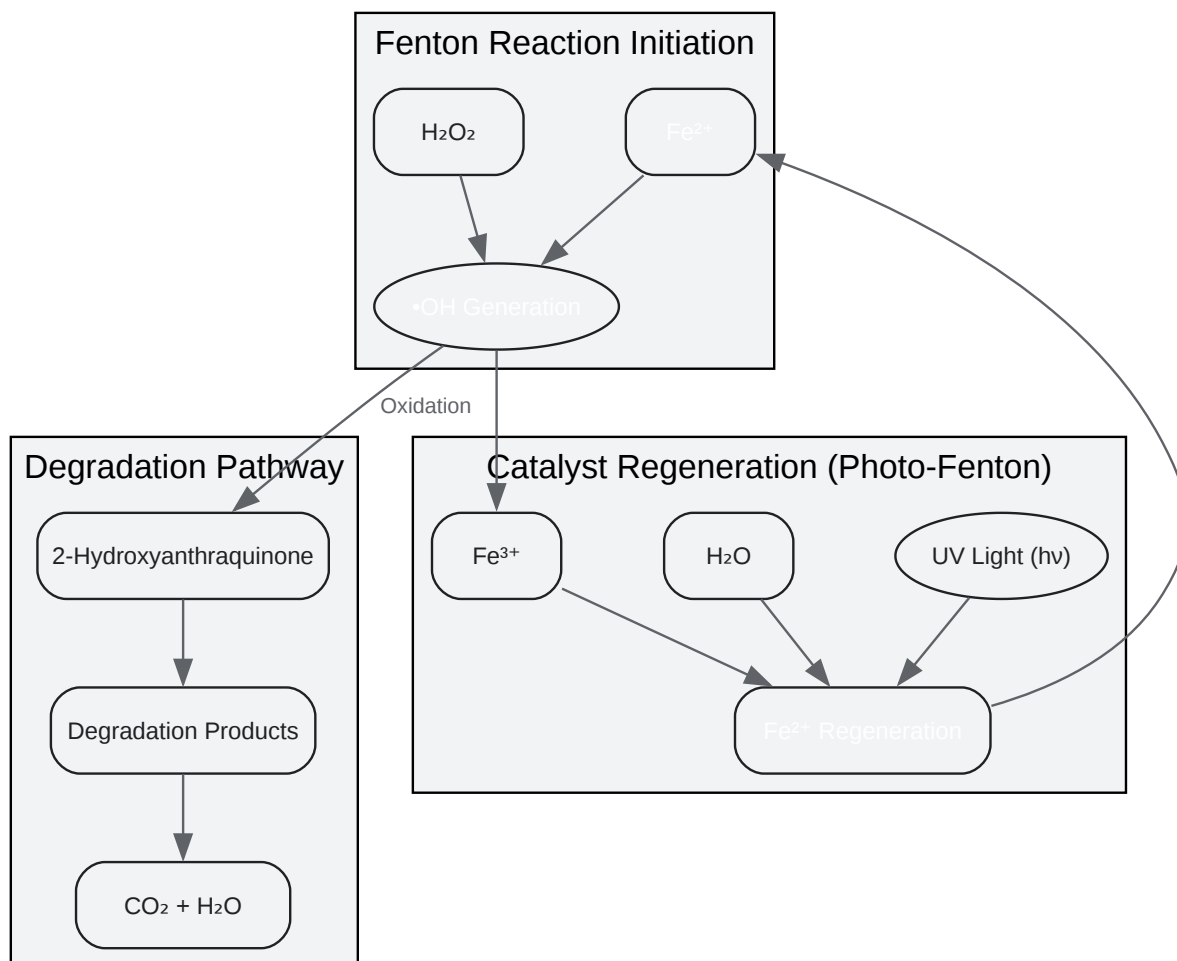 Fenton Reaction Initiation
H₂O₂
Fe²⁺
•OH Generation
Oxidation
Degradation Pathway
2-Hydroxyanthraquinone
Degradation Products
CO₂ + H₂O
Catalyst Regeneration (Photo-Fenton)
Fe³⁺
H₂O
UV Light (hν)
Fe²⁺ Regeneration